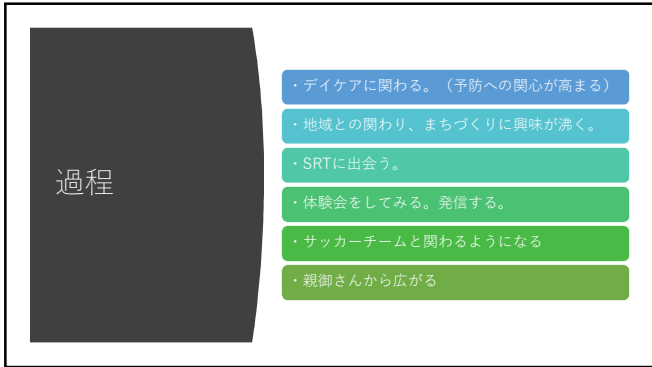 過程
・デイケアに関わる。（予防への関心が高まる）
・地域との関わり、まちづくりに興味が沸く。
・SRTに出会う。
・体験会をしてみる。発信する。
・サッカーチームと関わるようになる
・親御さんから広がる